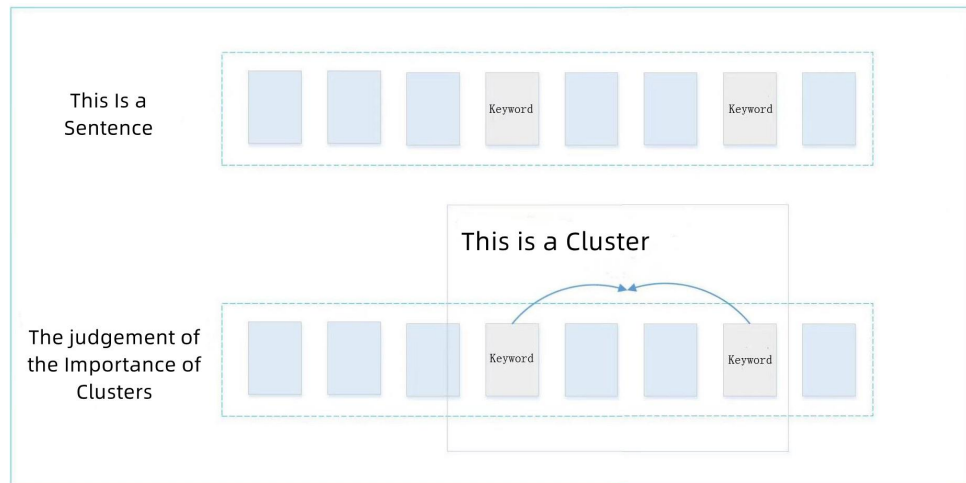 This Is a
Sentence
Keyword
Keyword
This is a Cluster
The judgement of
the Importance of
Clusters
Keyword
Keyword